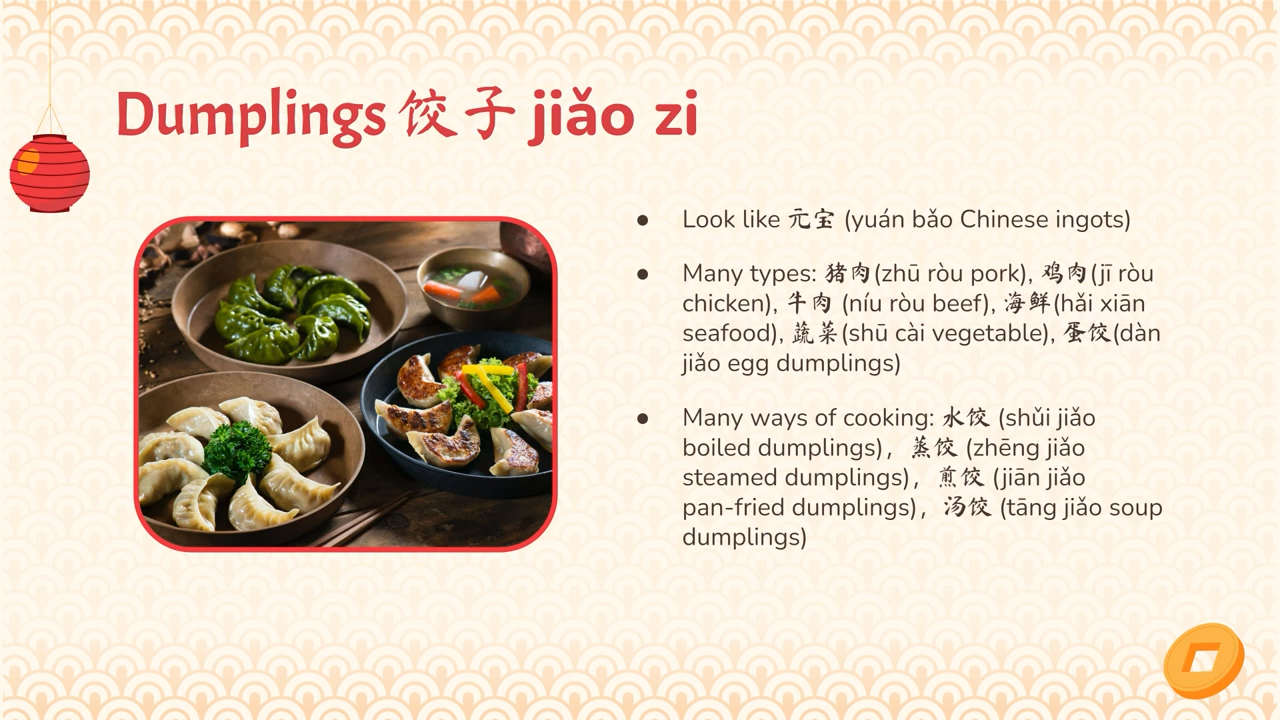 Dumplings 饺子 jiǎo zi
● Look like 元宝 (yuán bǎo Chinese ingots)
● Many types: 猪肉(zhū ròu pork), 鸡肉(jī ròu
chicken), 牛肉 (níu ròu beef), 海鲜(hǎi xiān
seafood), 蔬菜(shū cài vegetable), 蛋饺(dàn
jiǎo egg dumplings)
● Many ways of cooking: 水饺 (shǔi jiǎo
boiled dumplings)，蒸饺 (zhēng jiǎo
steamed dumplings)，煎饺 (jiān jiǎo
pan-fried dumplings)，汤饺 (tāng jiǎo soup
dumplings)